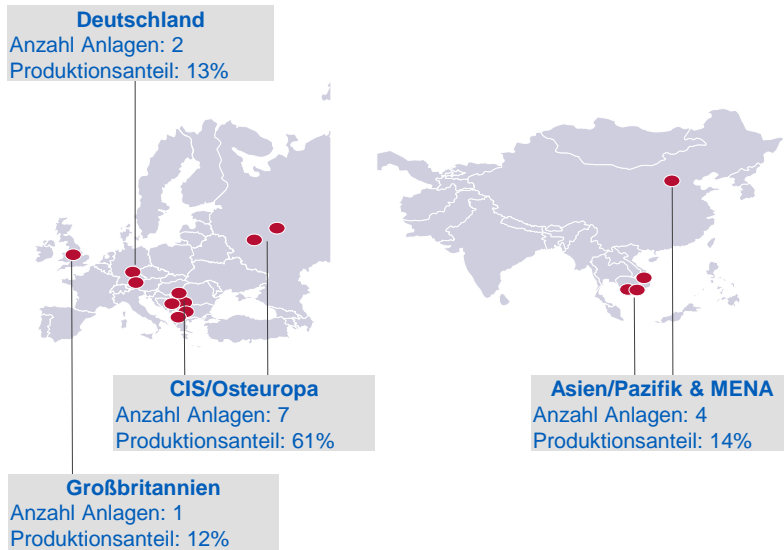 Deutschland
Anzahl Anlagen: 2
Produktionsanteil: 13%
CIS/Osteuropa
Anzahl Anlagen: 7
Produktionsanteil: 61%
Asien/Pazifik & MENA
Anzahl Anlagen: 4
Produktionsanteil: 14%
Großbritannien
Anzahl Anlagen: 1
Produktionsanteil: 12%